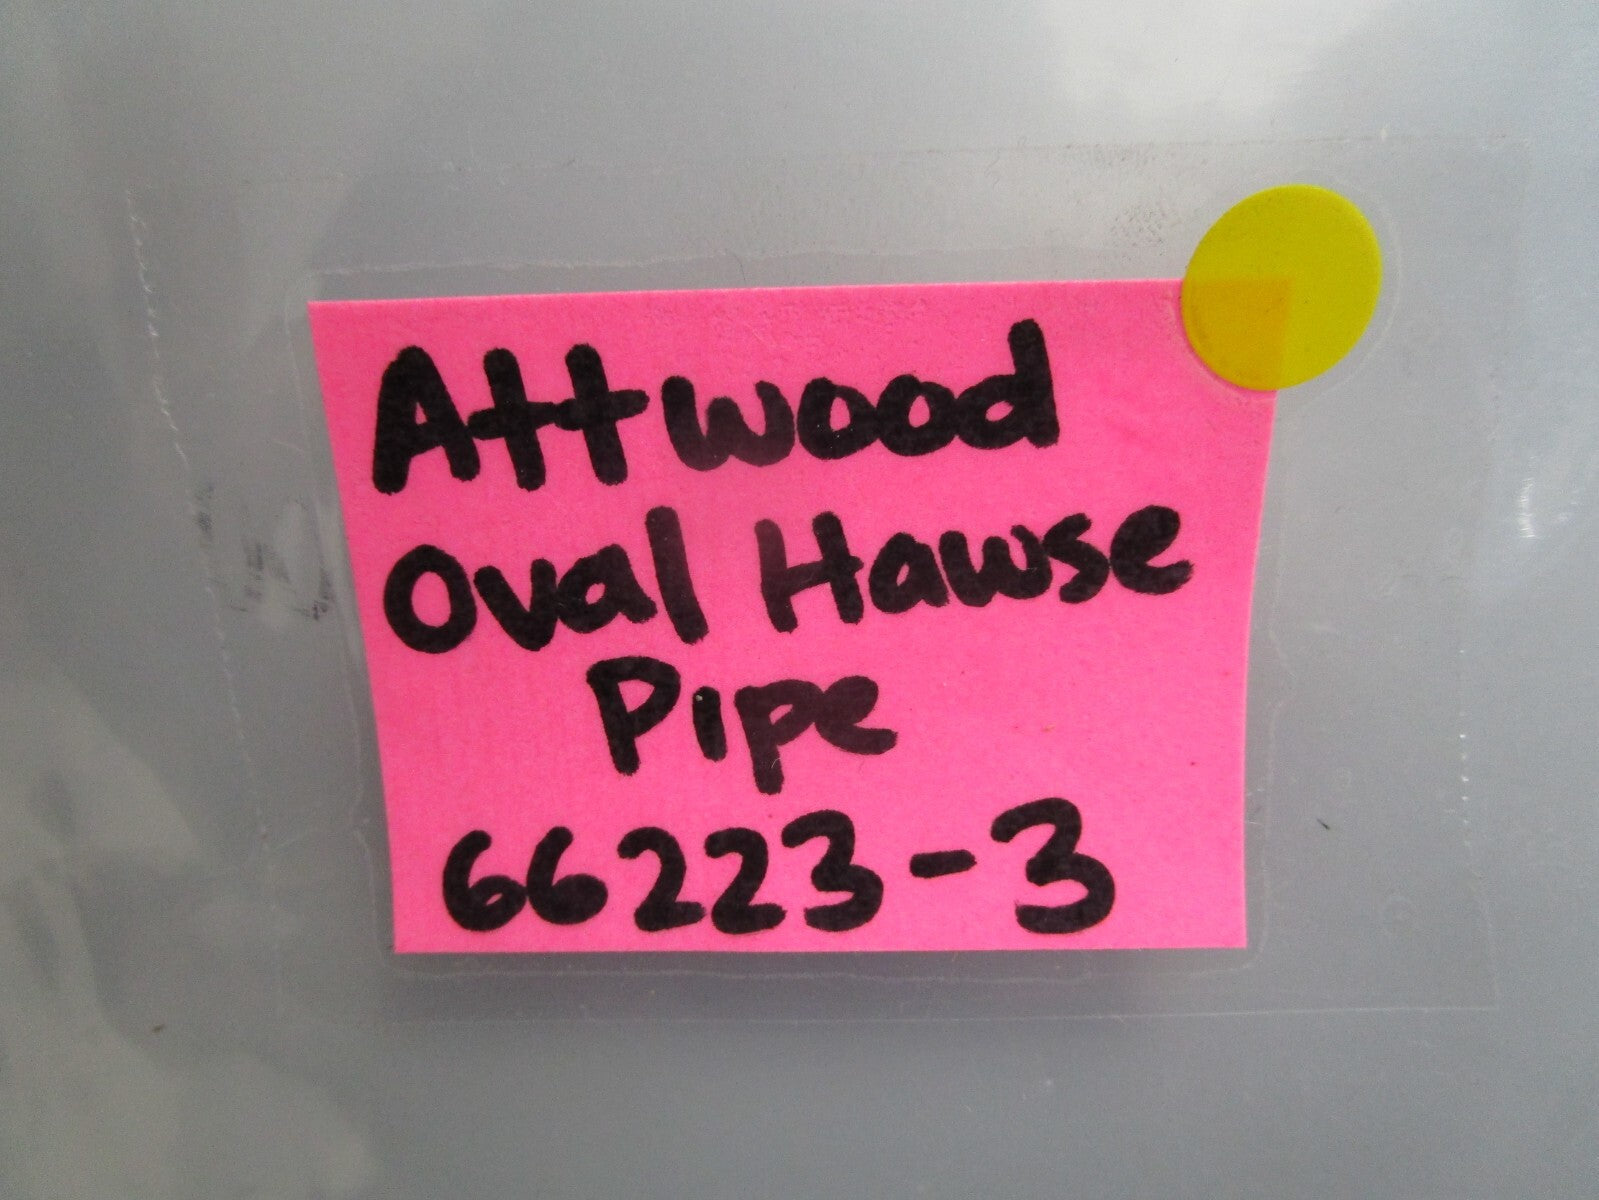 Attwood
Oval Hawse
Pipe
66223-3